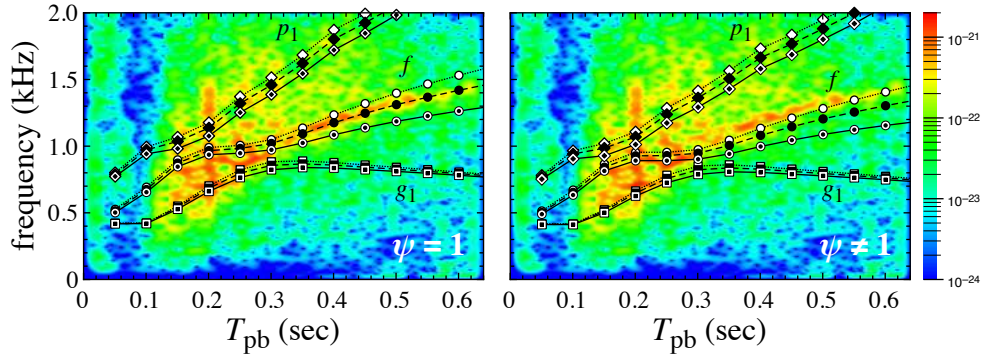 2.0
1.5
1.0
0.5
0
frequency (kHz)
p1
f
g1
ψ = 1
0 0.1 0.2 0.3 0.4 0.5 0.6
Tpb (sec)
p1
f
g1
ψ ≠ 1
0 0.1 0.2 0.3 0.4 0.5 0.6
Tpb (sec)
10⁻²¹
10⁻²²
10⁻²³
10⁻²⁴